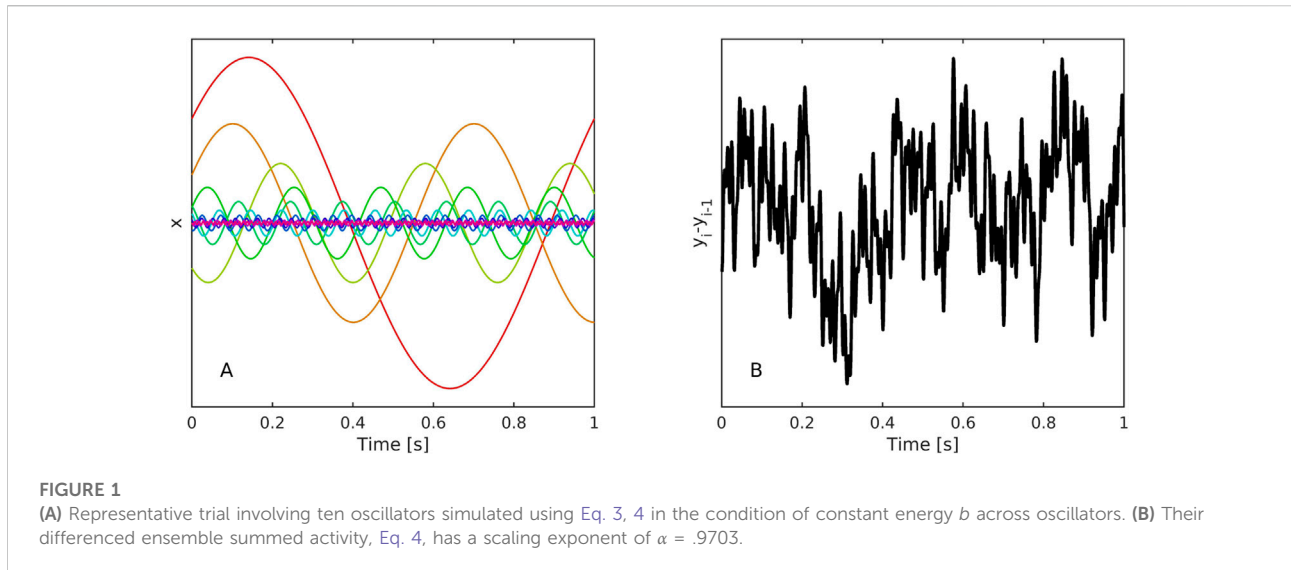 x
A
0 0.2 0.4 0.6 0.8 1
Time [s]
y_i-y_{i-1}
B
0 0.2 0.4 0.6 0.8 1
Time [s]
FIGURE 1
(A) Representative trial involving ten oscillators simulated using Eq. 3, 4 in the condition of constant energy b across oscillators. (B) Their
differenced ensemble summed activity, Eq. 4, has a scaling exponent of α = .9703.